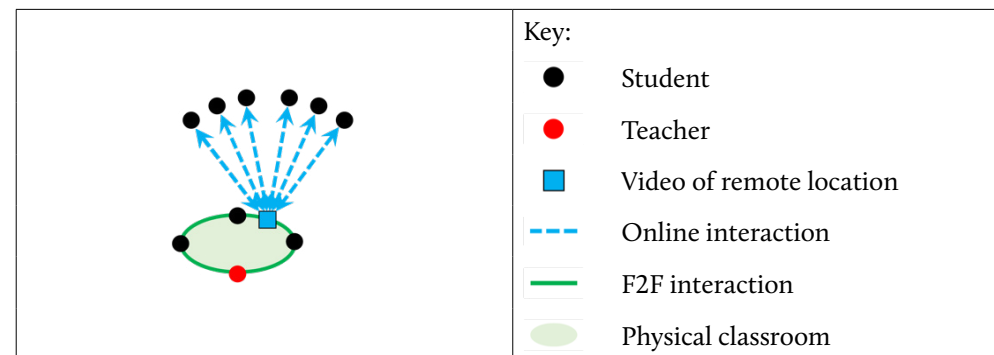 Key:
Student
Teacher
Video of remote location
Online interaction
F2F interaction
Physical classroom